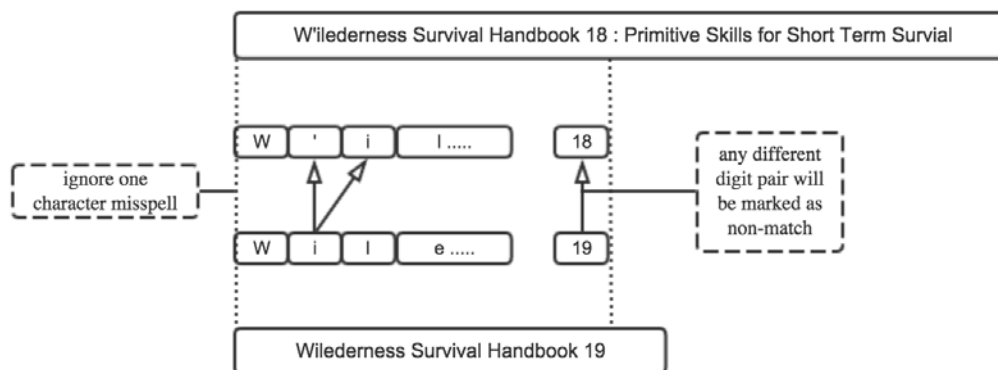 W'ilederness Survival Handbook 18 : Primitive Skills for Short Term Survial
W ' i l ..... 18
ignore one
character misspell
any different
digit pair will
be marked as
non-match
W i l e ..... 19
Wilederness Survival Handbook 19